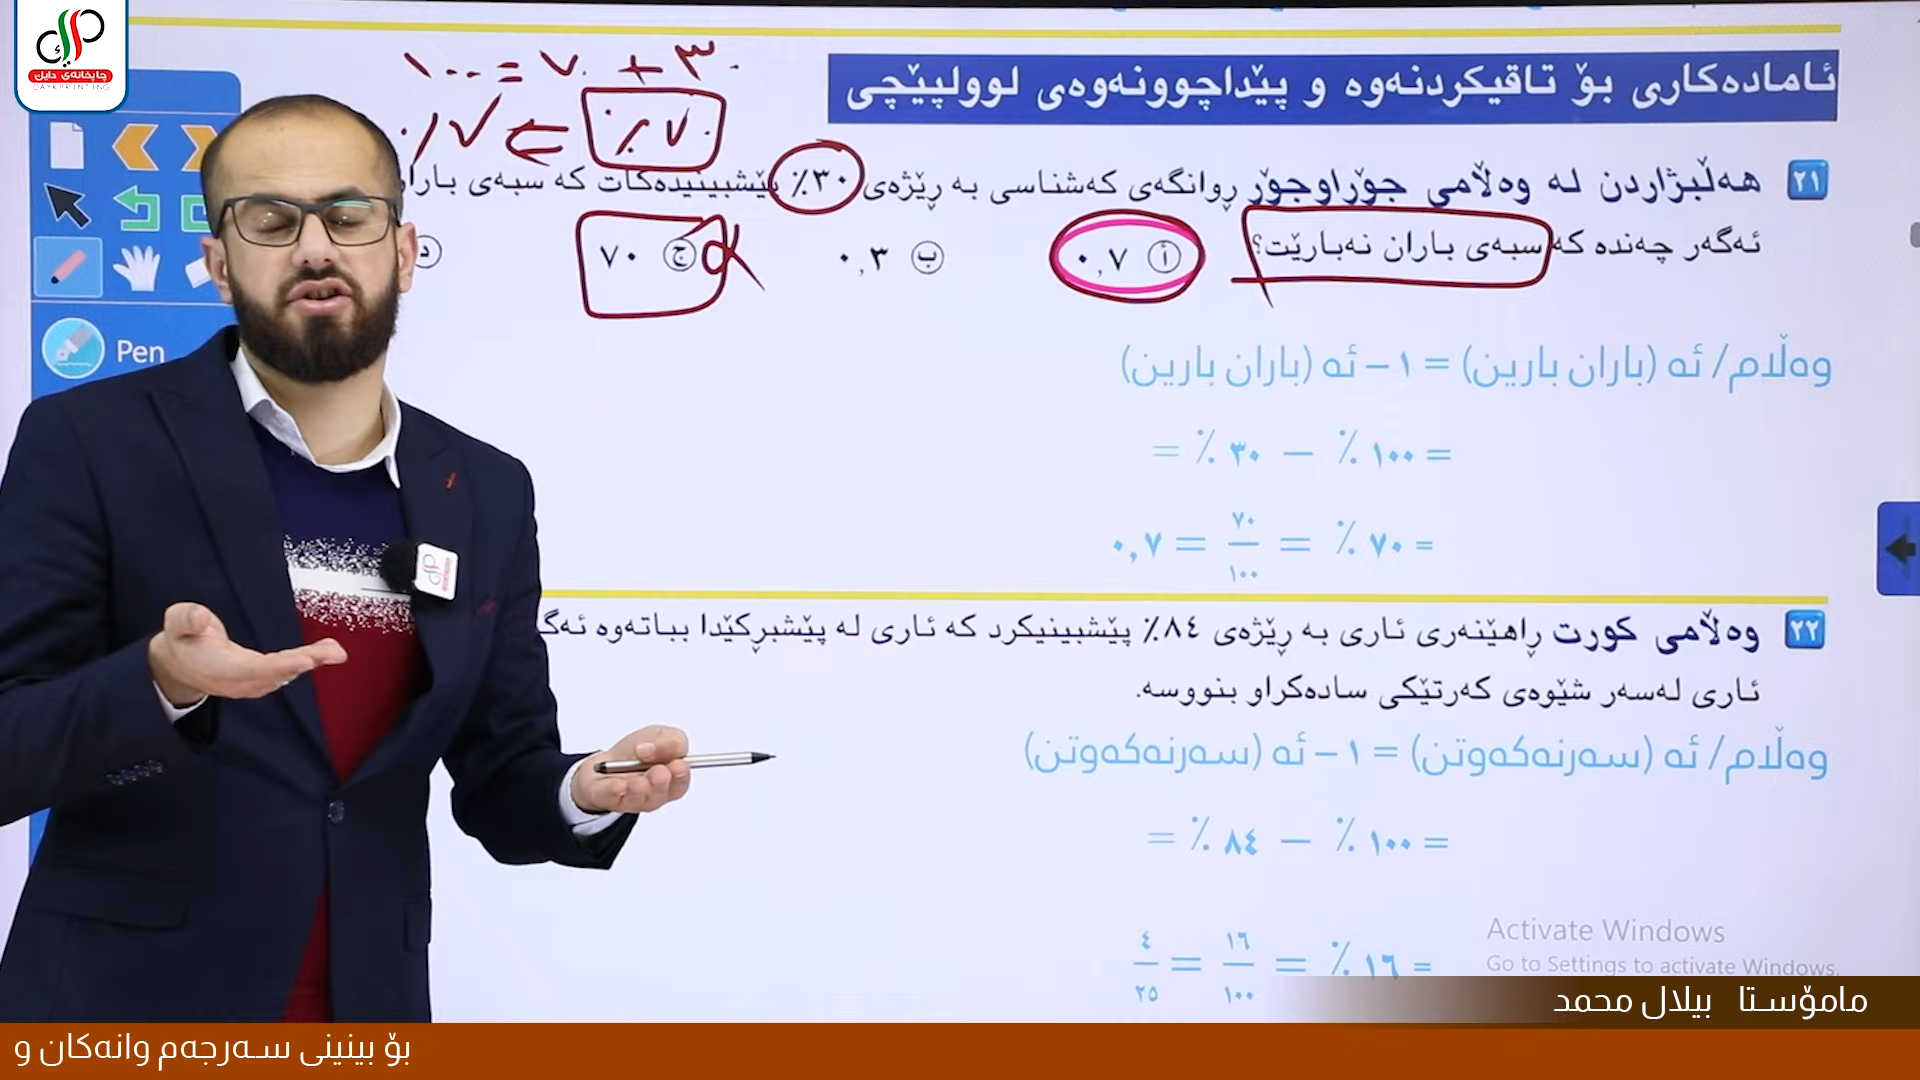 چاپخانەی دایك
DAYK PRINTING
ئامادەکاری بۆ تاقیکردنەوە و پێداچوونەوەی لوولپێچی
١٠٠ = ٧٠ + ٣٠
٠٫٧ ⇐ ٪٧٠
٢١ هەڵبژاردن لە وەڵامی جۆراوجۆر ڕوانگەی کەشناسی بە ڕێژەی ٣٠٪ پێشبینیدەکات کە سبەی
ئەگەر چەندە کە سبەی باران نەبارێت؟ أ ٠,٧ ب ٠,٣ ج ٧٠ د
وەڵام/ ئە (باران بارین) = ١ – ئە (باران بارین)
= ١٠٠ ٪ – ٣٠ ٪ =
= ٧٠ ٪ = ٧٠/١٠٠ = ٠,٧
٢٢ وەڵامی کورت ڕاهێنەری ئاری بە ڕێژەی ٨٤٪ پێشبینیکرد کە ئاری لە پێشبڕکێدا بباتەوە
ئاری لەسەر شێوەی کەرتێکی سادەکراو بنووسە.
وەڵام/ ئە (سەرنەکەوتن) = ١ – ئە (سەرنەکەوتن)
= ١٠٠ ٪ – ٨٤ ٪ =
= ١٦ ٪ = ١٦/١٠٠ = ٤/٢٥
Pen
Activate Windows
Go to Settings to activate Windows.
مامۆستا بیلال محمد
بۆ بینینی سەرجەم وانەکان و